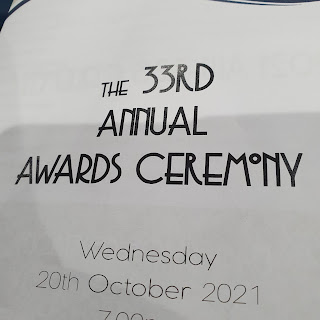 THE 33RD
ANNUAL
AWARDS CEREMONY
Wednesday
20th October 2021